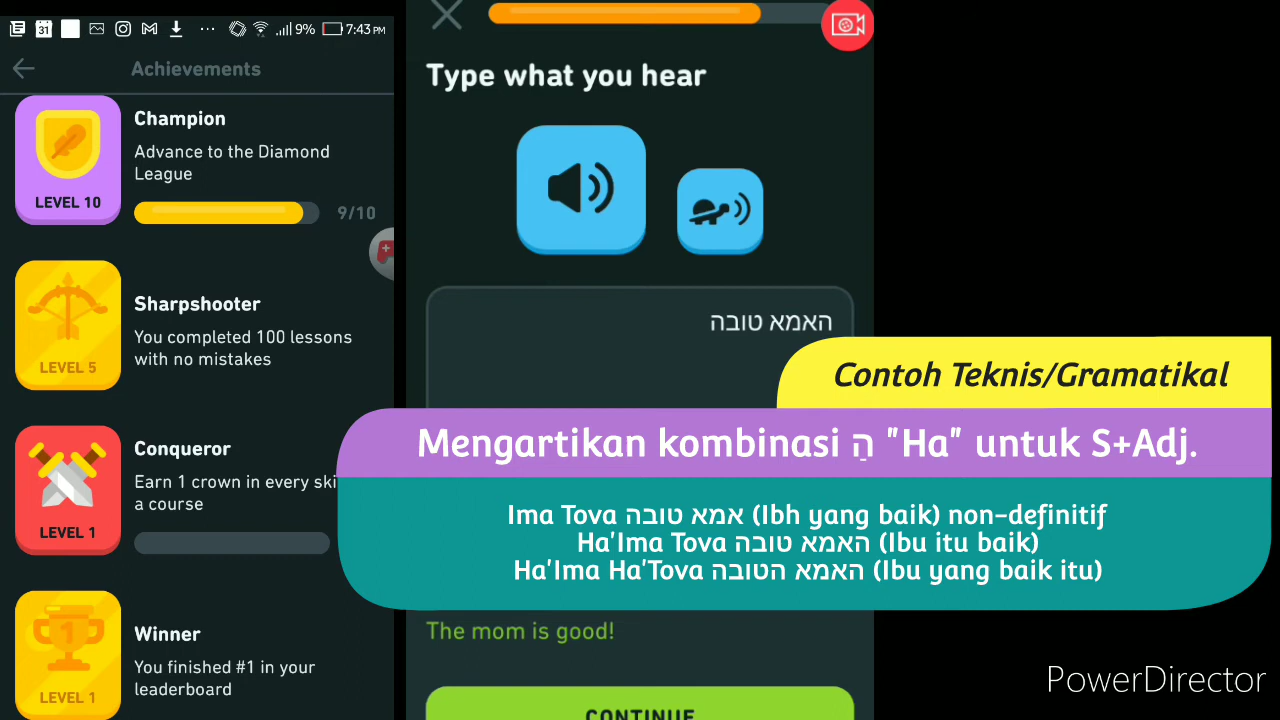 31
9%
7:43 PM
Achievements
LEVEL 10
Champion
Advance to the Diamond
League
9/10
LEVEL 5
Sharpshooter
You completed 100 lessons
with no mistakes
LEVEL 1
Conqueror
Earn 1 crown in every ski
a course
1
LEVEL 1
Winner
You finished #1 in your
leaderboard
Type what you hear
האמא טובה
Contoh Teknis/Gramatikal
Mengartikan kombinasi הַ "Ha" untuk S+Adj.
Ima Tova אמא טובה (Ibh yang baik) non-definitif
Ha'Ima Tova האמא טובה (Ibu itu baik)
Ha'Ima Ha'Tova האמא הטובה (Ibu yang baik itu)
The mom is good!
CONTINUE
PowerDirector